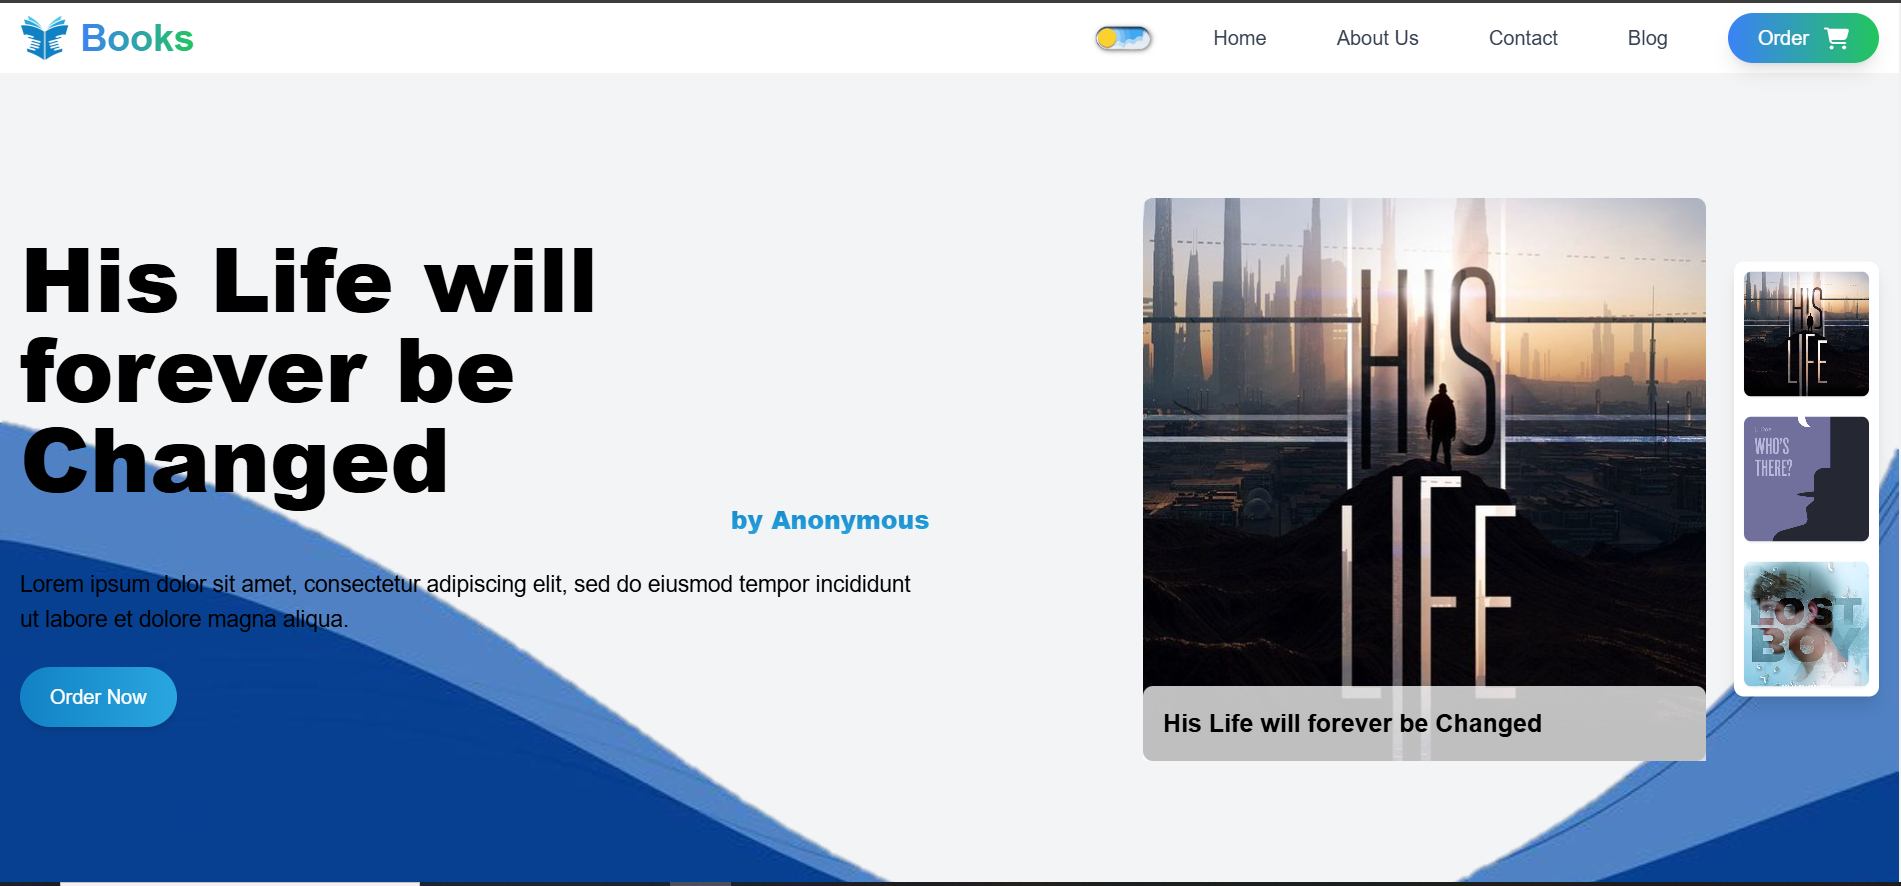 Books
Home
About Us
Contact
Blog
Order
His Life will
forever be
Changed
by Anonymous
Lorem ipsum dolor sit amet, consectetur adipiscing elit, sed do eiusmod tempor incididunt
ut labore et dolore magna aliqua.
Order Now
HIS
LIFE
His Life will forever be Changed
HIS
LIFE
WHO'S
THERE?
LOST
BOY